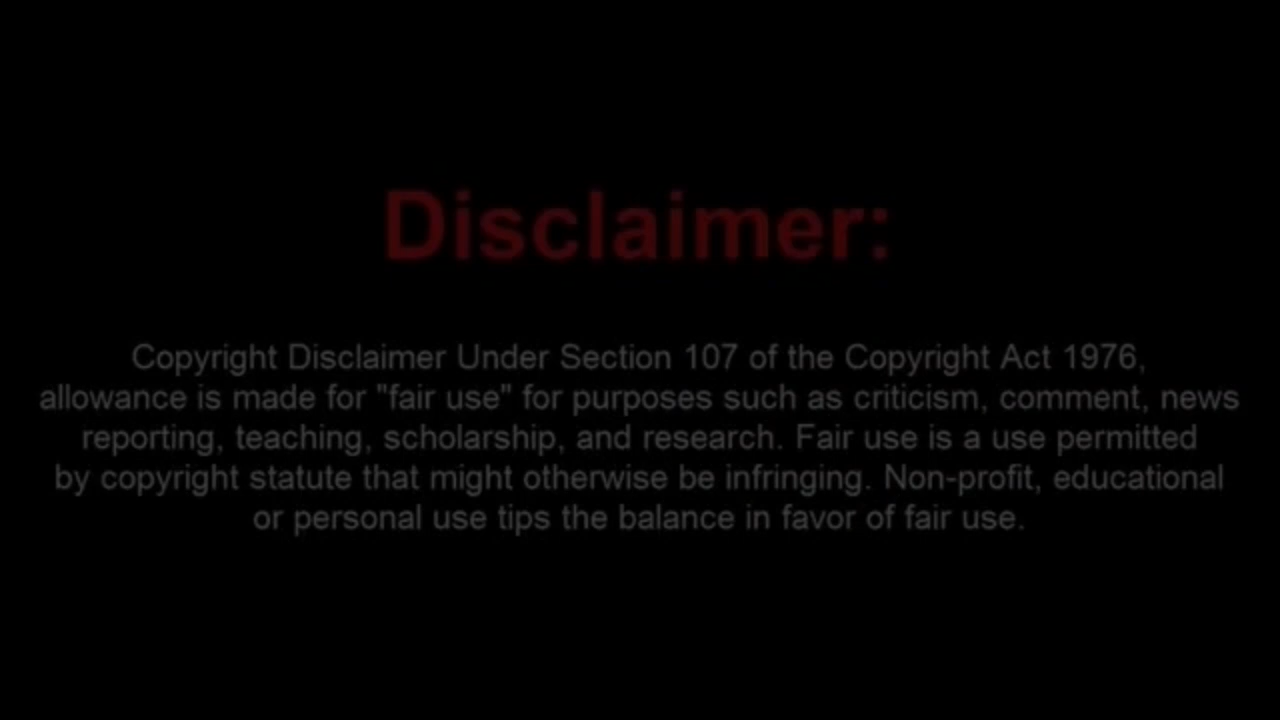 Disclaimer:
Copyright Disclaimer Under Section 107 of the Copyright Act 1976,
allowance is made for "fair use" for purposes such as criticism, comment, news
reporting, teaching, scholarship, and research. Fair use is a use permitted
by copyright statute that might otherwise be infringing. Non-profit, educational
or personal use tips the balance in favor of fair use.